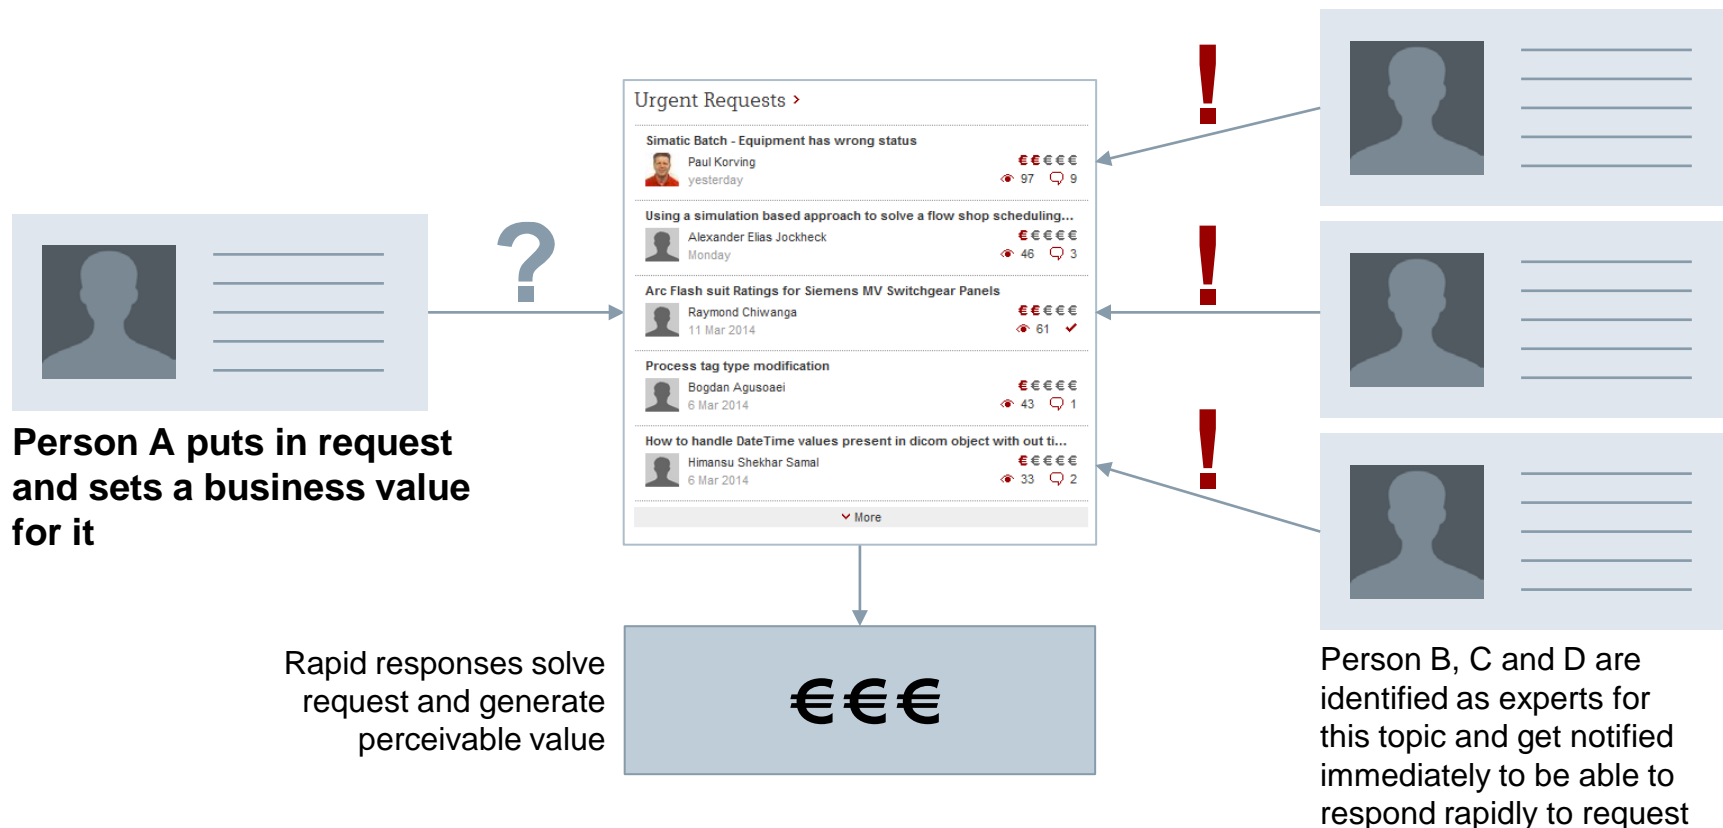 Urgent Requests >
Simatic Batch - Equipment has wrong status
Paul Korving
€€€€€
yesterday
97 9
Using a simulation based approach to solve a flow shop scheduling...
Alexander Elias Jockheck
€€€€€
Monday
46 3
Arc Flash suit Ratings for Siemens MV Switchgear Panels
Raymond Chiwanga
€€€€€
11 Mar 2014
61
Process tag type modification
Bogdan Agusoaei
€€€€€
6 Mar 2014
43 1
How to handle DateTime values present in dicom object with out ti...
Himansu Shekhar Samal
€€€€€
6 Mar 2014
33 2
More
?
!
!
!
Person A puts in request
and sets a business value
for it
Rapid responses solve
request and generate
perceivable value
€€€
Person B, C and D are
identified as experts for
this topic and get notified
immediately to be able to
respond rapidly to request